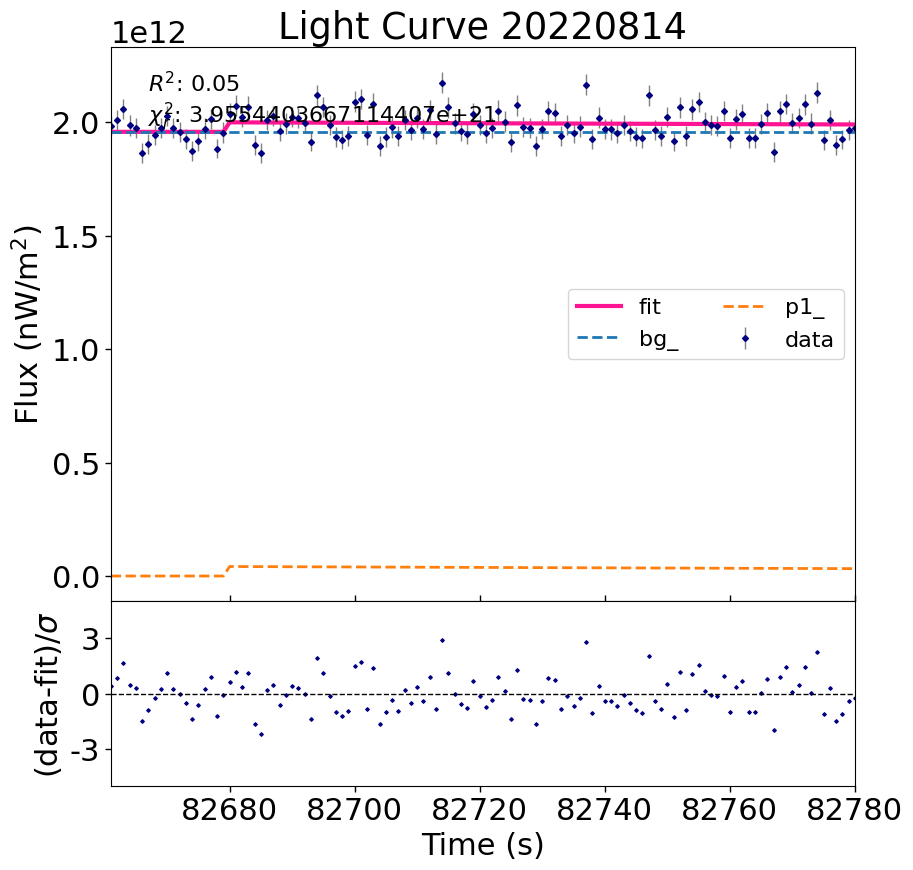 Light Curve 20220814
1e12
R²: 0.05
χ²: 3.9554403667114407e+21
2.0
1.5
1.0
0.5
0.0
Flux (nW/m²)
fit
bg_
p1_
data
3
0
-3
(data-fit)/σ
82680 82700 82720 82740 82760 82780
Time (s)